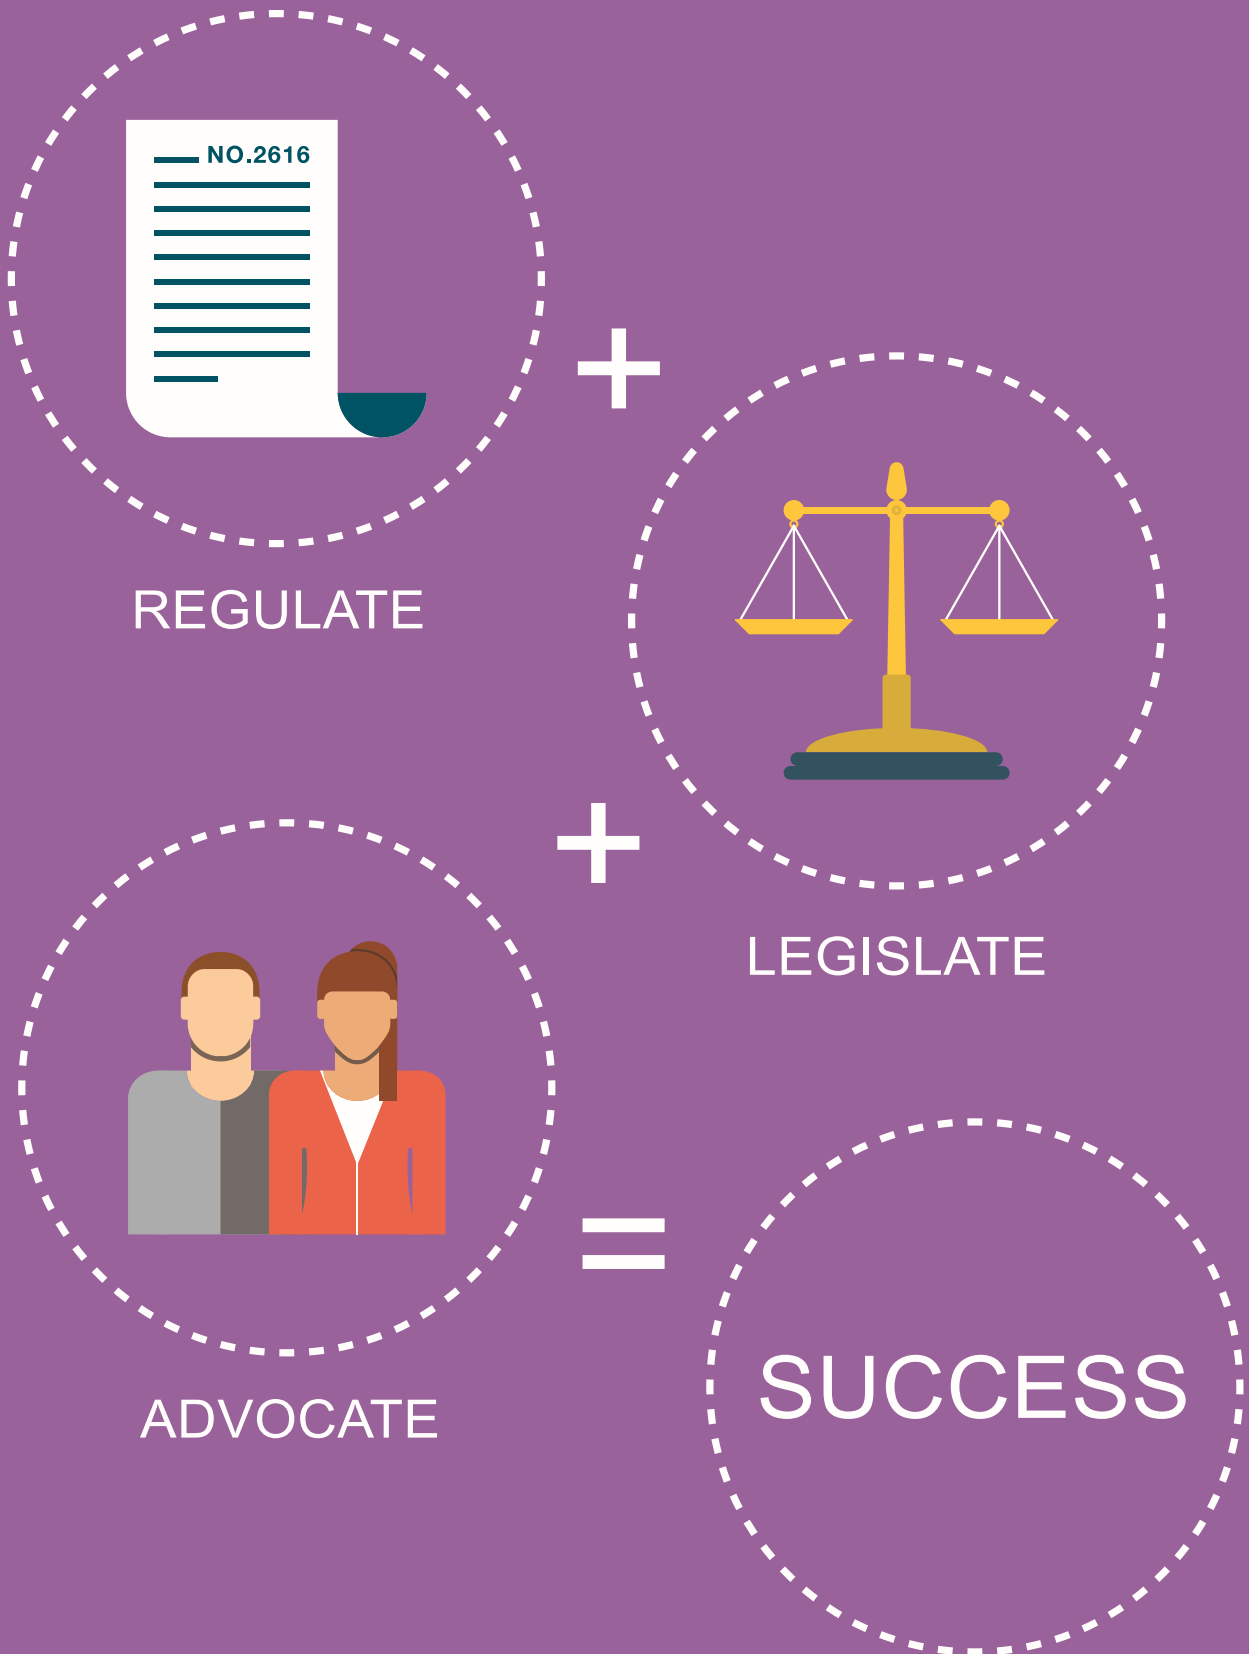 NO.2616
+
REGULATE
+
LEGISLATE
=
ADVOCATE
SUCCESS